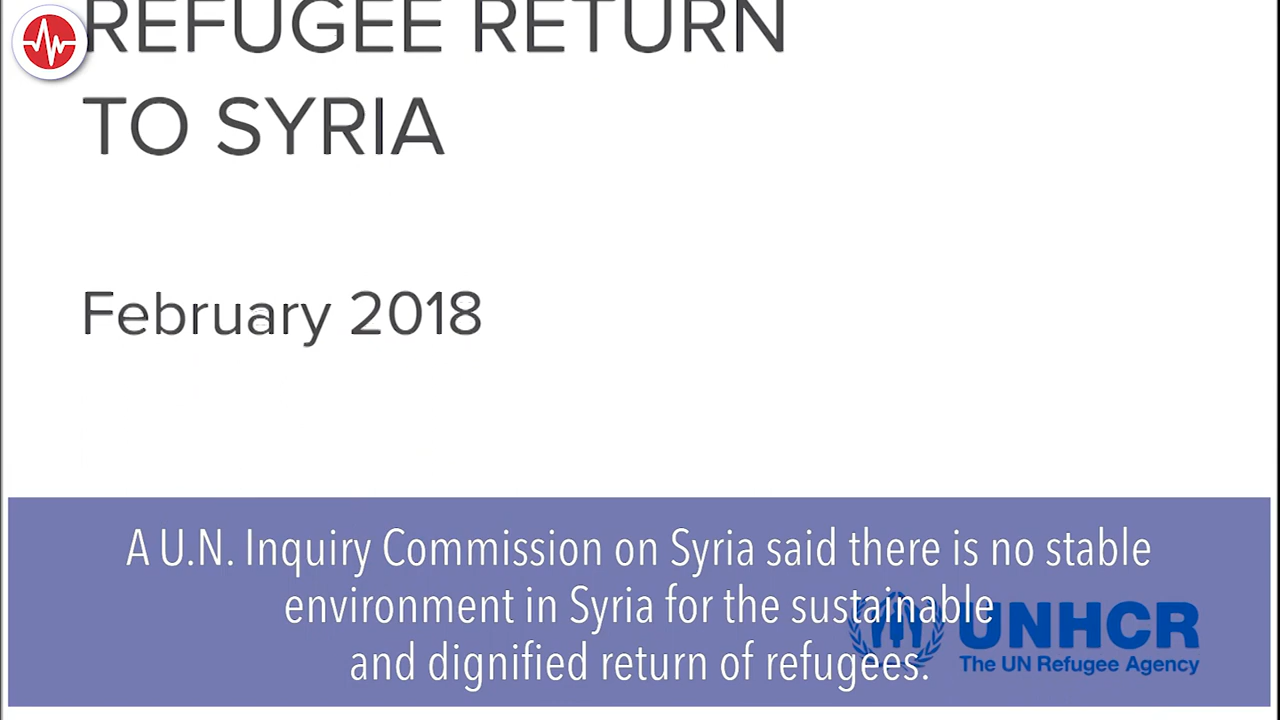 REFUGEE RETURN
TO SYRIA
February 2018
A U.N. Inquiry Commission on Syria said there is no stable
environment in Syria for the sustainable
and dignified return of refugees.
UNHCR
The UN Refugee Agency